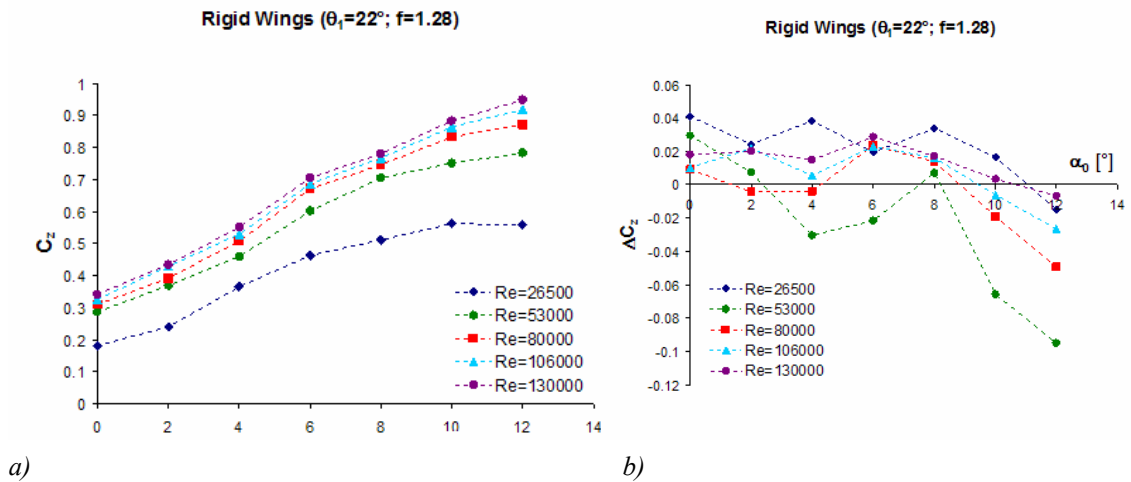 Rigid Wings (θ₁=22°; f=1.28)
1
0.9
0.8
0.7
0.6
0.5
0.4
0.3
0.2
0.1
0
C_z
0 2 4 6 8 10 12 14
Re=26500
Re=53000
Re=80000
Re=106000
Re=130000
a)
Rigid Wings (θ₁=22°; f=1.28)
0.06
0.04
0.02
0
-0.02
-0.04
-0.06
-0.08
-0.1
-0.12
ΔC_z
α₀ [°]
0 2 4 6 8 10 12 14
Re=26500
Re=53000
Re=80000
Re=106000
Re=130000
b)